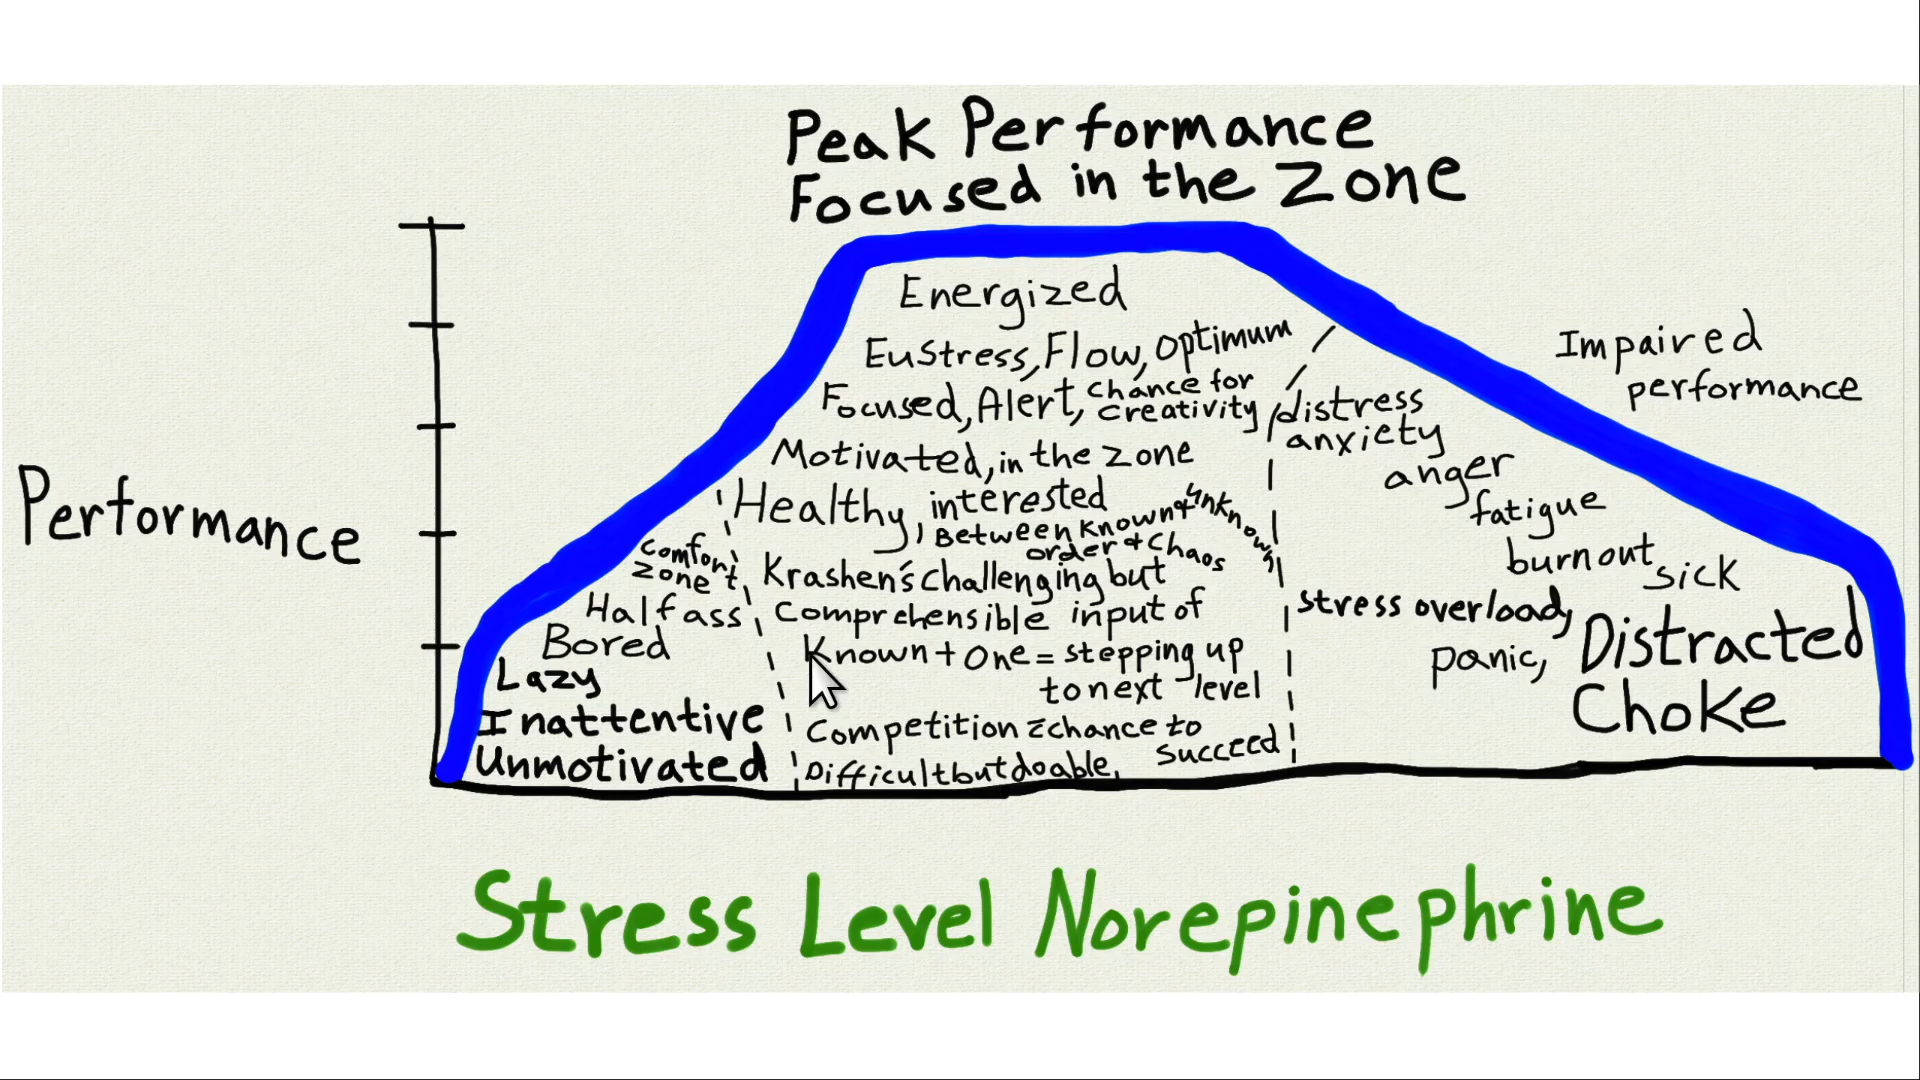 Peak Performance
Focused in the Zone
Performance
Energized
Eustress, Flow, optimum
Focused, Alert, chance for
creativity
Motivated, in the zone
Healthy, interested
Between Known & unknown,
order & chaos
Krashen's challenging but
comprehensible input of
Known + One = stepping up
to next level
Competition = chance to
succeed
Difficult but doable,
comfort
zone
Half ass
Bored
Lazy
Inattentive
Unmotivated
Impaired
performance
distress
anxiety
anger
fatigue
burnout
sick
stress overload,
panic,
Distracted
Choke
Stress Level Norepinephrine